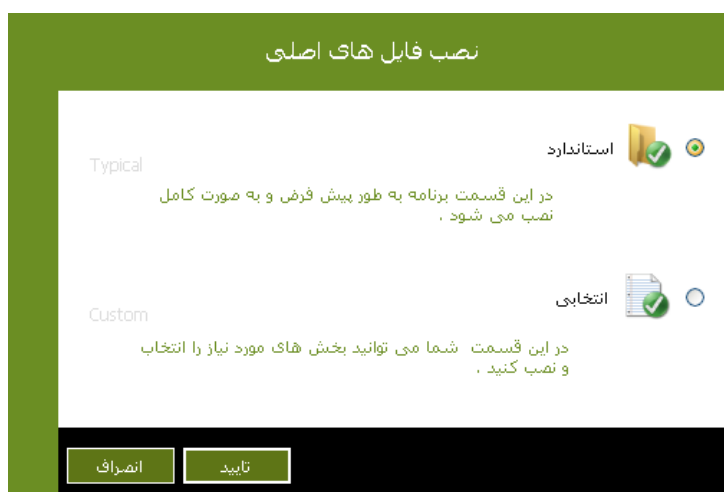 نصب فایل های اصلی
استاندارد
Typical
در این قسمت برنامه به طور پیش فرض و به صورت کامل
نصب می شود .
انتخابی
Custom
در این قسمت شما می توانید بخش های مورد نیاز را انتخاب
و نصب کنید .
تایید
انصراف